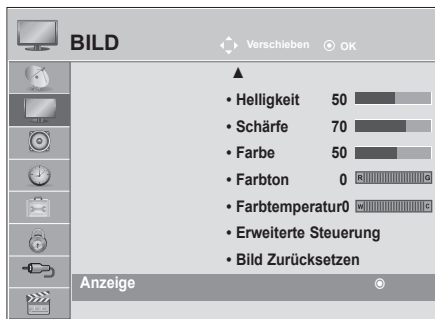 BILD
Verschieben OK
• Helligkeit 50
• Schärfe 70
• Farbe 50
• Farbton 0 R G
• Farbtemperatur0 W C
• Erweiterte Steuerung
• Bild Zurücksetzen
Anzeige